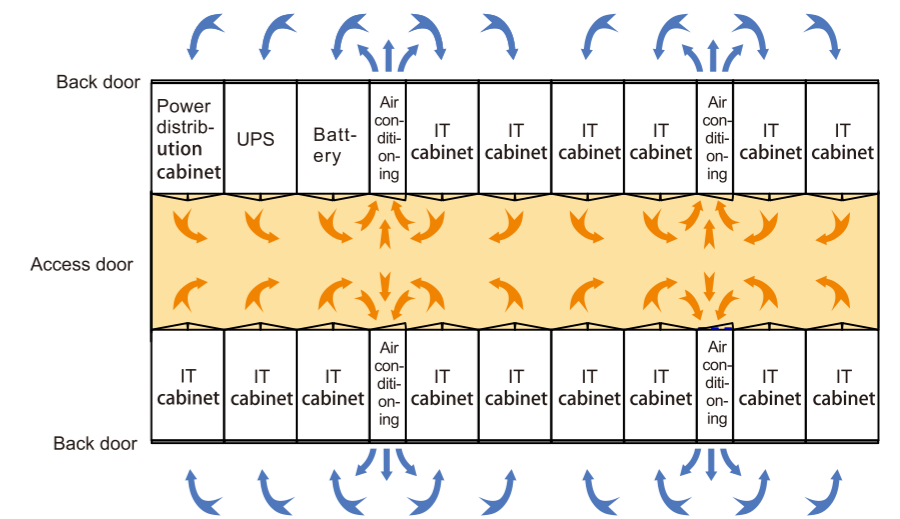 Back door
Power
distrib-
ution
cabinet
UPS
Batt-
ery
Air
con-
diti-
on-
ing
IT
cabinet
IT
cabinet
IT
cabinet
IT
cabinet
Air
con-
diti-
on-
ing
IT
cabinet
IT
cabinet
Access door
IT
cabinet
IT
cabinet
IT
cabinet
Air
con-
diti-
on-
ing
IT
cabinet
IT
cabinet
IT
cabinet
IT
cabinet
Air
con-
diti-
on-
ing
IT
cabinet
IT
cabinet
Back door